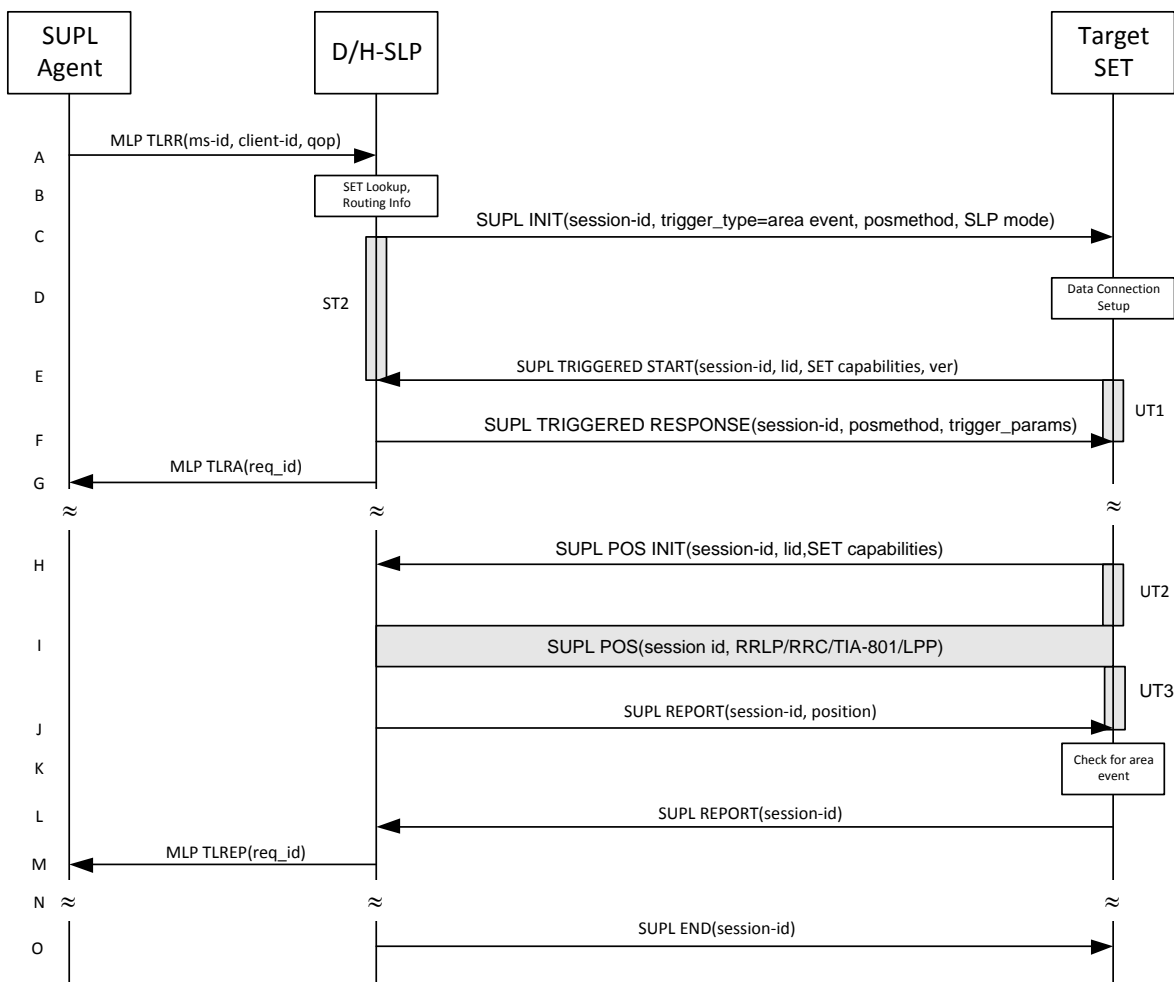 SUPL
Agent
D/H-SLP
Target
SET
A
MLP TLRR(ms-id, client-id, qop)
B
SET Lookup,
Routing Info
C
SUPL INIT(session-id, trigger_type=area event, posmethod, SLP mode)
D
ST2
Data Connection
Setup
E
SUPL TRIGGERED START(session-id, lid, SET capabilities, ver)
UT1
F
SUPL TRIGGERED RESPONSE(session-id, posmethod, trigger_params)
G
MLP TLRA(req_id)
≈ ≈ ≈
H
SUPL POS INIT(session-id, lid,SET capabilities)
UT2
I
SUPL POS(session id, RRLP/RRC/TIA-801/LPP)
UT3
J
SUPL REPORT(session-id, position)
K
Check for area
event
L
SUPL REPORT(session-id)
M
MLP TLREP(req_id)
N ≈ ≈ ≈
O
SUPL END(session-id)